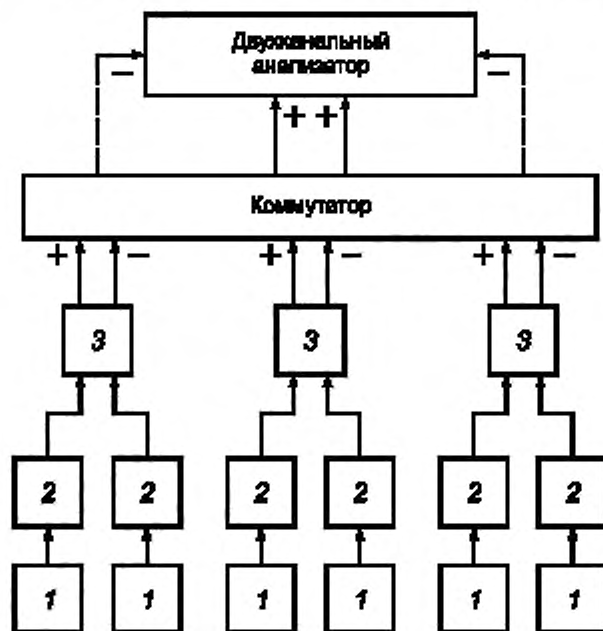 Двухканальный
анализатор
− + + −
Коммутатор
+ − + − + −
3 3 3
2 2 2 2 2 2
1 1 1 1 1 1